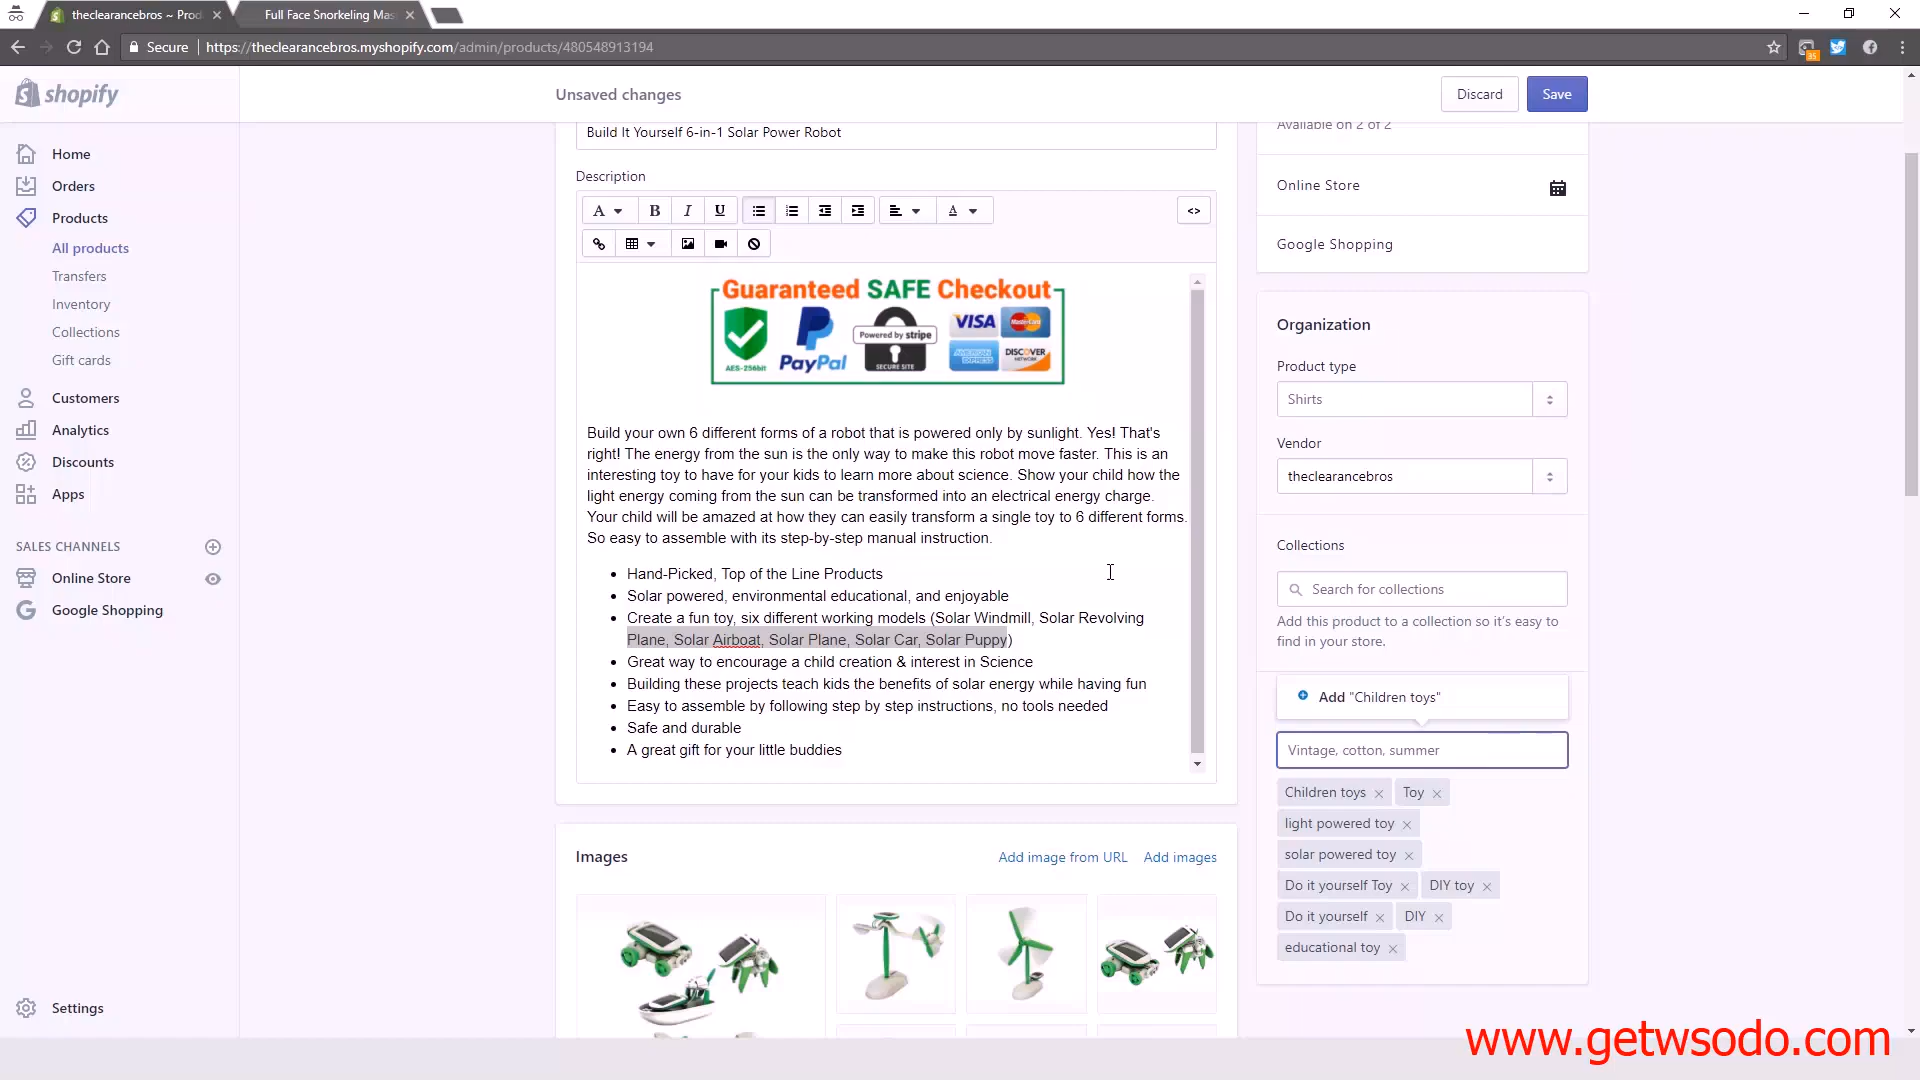 theclearancebros ~ Prod
Full Face Snorkeling Mas
Secure
https://theclearancebros.myshopify.com/admin/products/480548913194
35
shopify
Unsaved changes
Discard
Save
Home
Orders
Products
All products
Transfers
Inventory
Collections
Gift cards
Customers
Analytics
Discounts
Apps
SALES CHANNELS
Online Store
Google Shopping
Settings
Build It Yourself 6-in-1 Solar Power Robot
Description
A
B
I
U
A
<>
Guaranteed SAFE Checkout
AES-256bit
PayPal
Powered by stripe
SECURE SITE
VISA
MasterCard
AMERICAN EXPRESS
DISCOVER NETWORK
Build your own 6 different forms of a robot that is powered only by sunlight. Yes! That's
right! The energy from the sun is the only way to make this robot move faster. This is an
interesting toy to have for your kids to learn more about science. Show your child how the
light energy coming from the sun can be transformed into an electrical energy charge.
Your child will be amazed at how they can easily transform a single toy to 6 different forms.
So easy to assemble with its step-by-step manual instruction.
• Hand-Picked, Top of the Line Products
• Solar powered, environmental educational, and enjoyable
• Create a fun toy, six different working models (Solar Windmill, Solar Revolving
Plane, Solar Airboat, Solar Plane, Solar Car, Solar Puppy)
• Great way to encourage a child creation & interest in Science
• Building these projects teach kids the benefits of solar energy while having fun
• Easy to assemble by following step by step instructions, no tools needed
• Safe and durable
• A great gift for your little buddies
Images
Add image from URL
Add images
Available on 2 of 2
Online Store
Google Shopping
Organization
Product type
Shirts
Vendor
theclearancebros
Collections
Search for collections
Add this product to a collection so it's easy to
find in your store.
Add "Children toys"
Vintage, cotton, summer
Children toys × Toy ×
light powered toy ×
solar powered toy ×
Do it yourself Toy × DIY toy ×
Do it yourself × DIY ×
educational toy ×
www.getwsodo.com